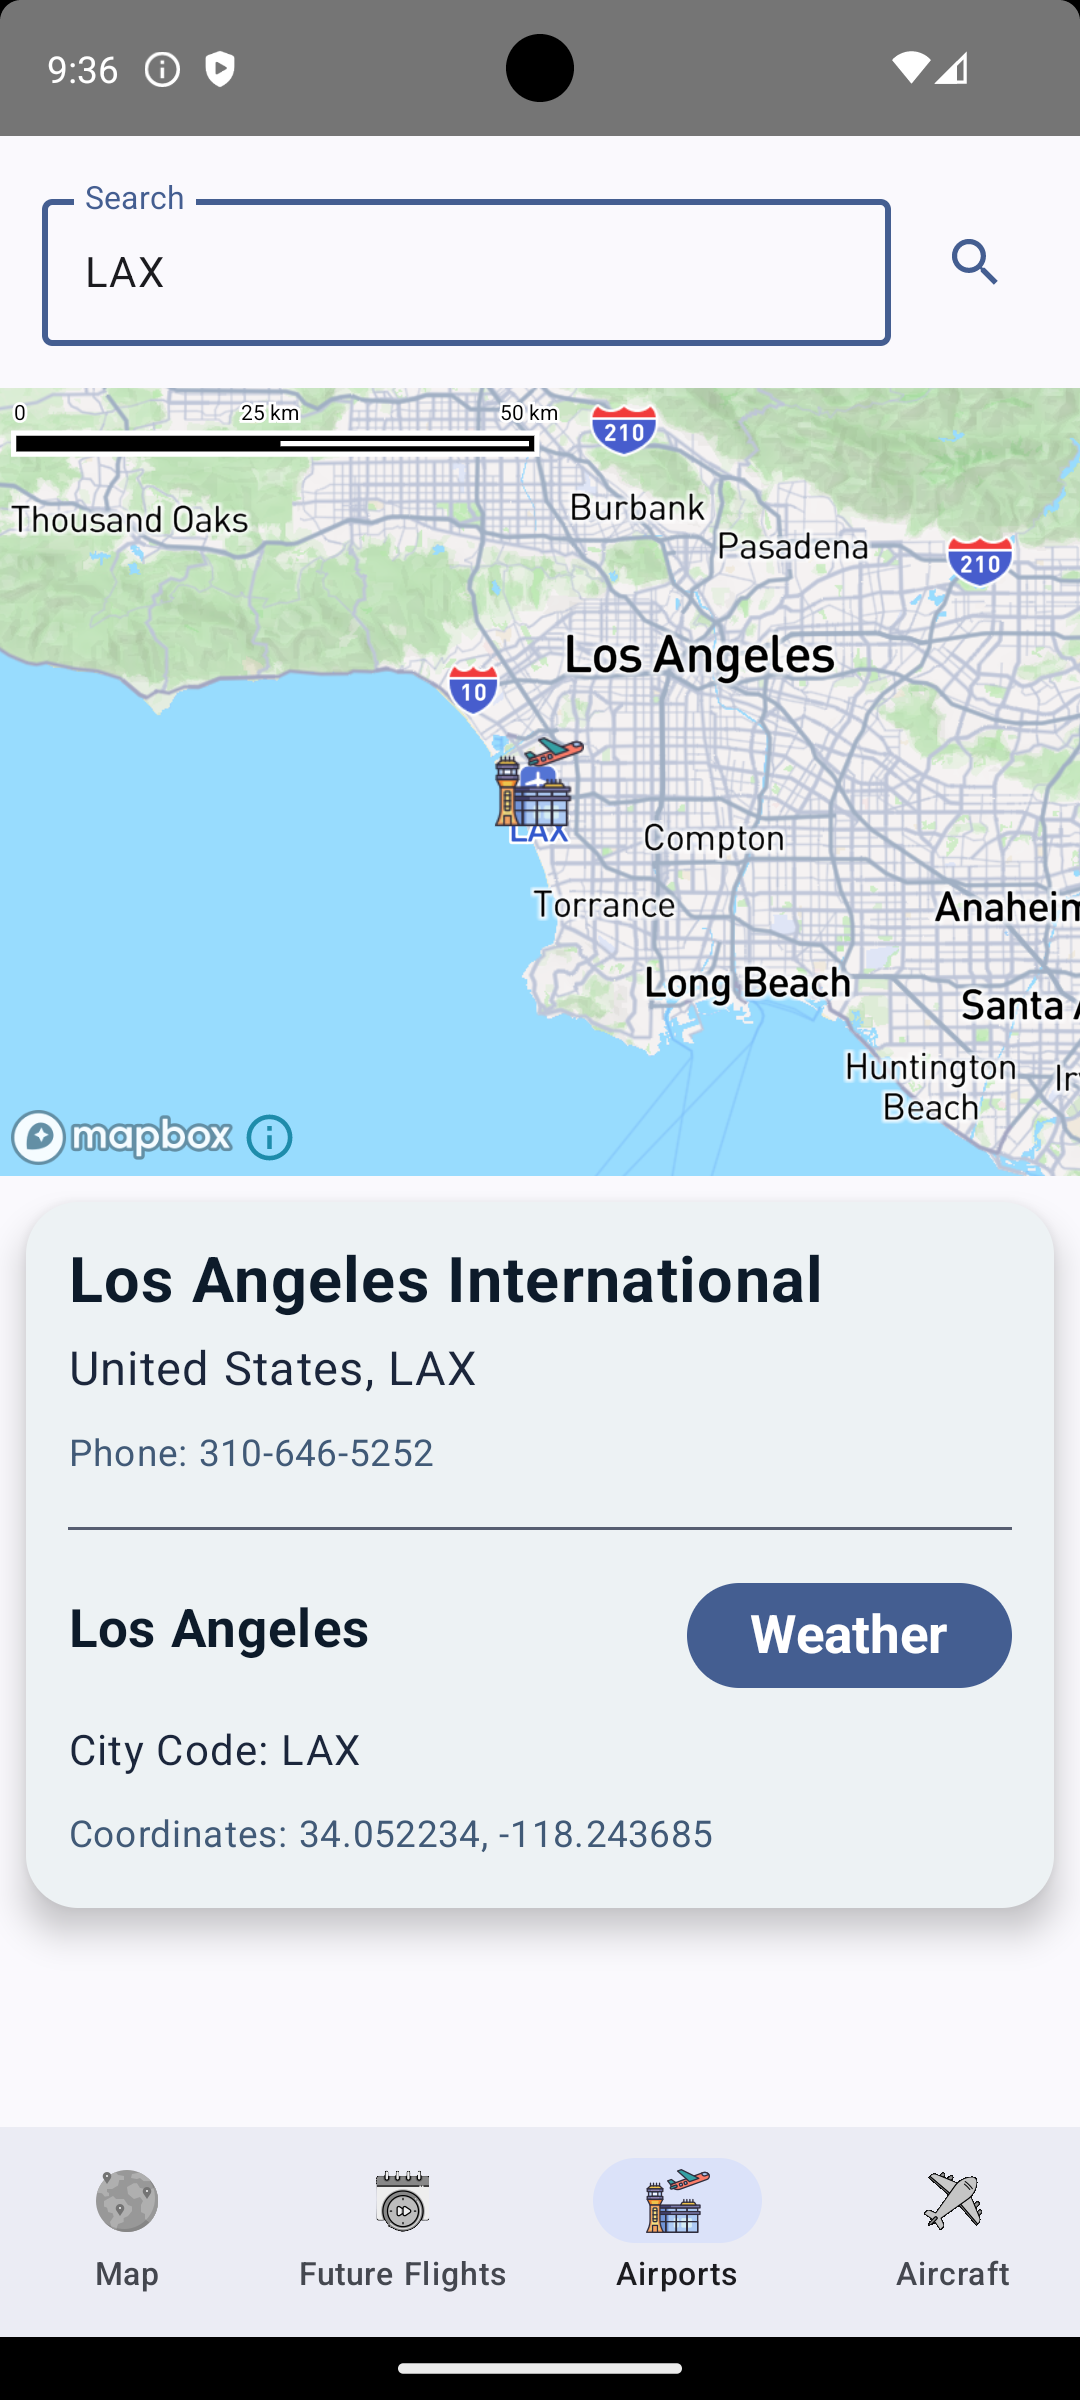 9:36
Search
LAX
0 25 km 50 km
210
Thousand Oaks
Burbank
Pasadena
210
Los Angeles
10
LAX
Compton
Torrance
Anaheim
Long Beach
Santa A
Huntington
Beach
Ir
mapbox
Los Angeles International
United States, LAX
Phone: 310-646-5252
Los Angeles
Weather
City Code: LAX
Coordinates: 34.052234, -118.243685
Map
Future Flights
Airports
Aircraft